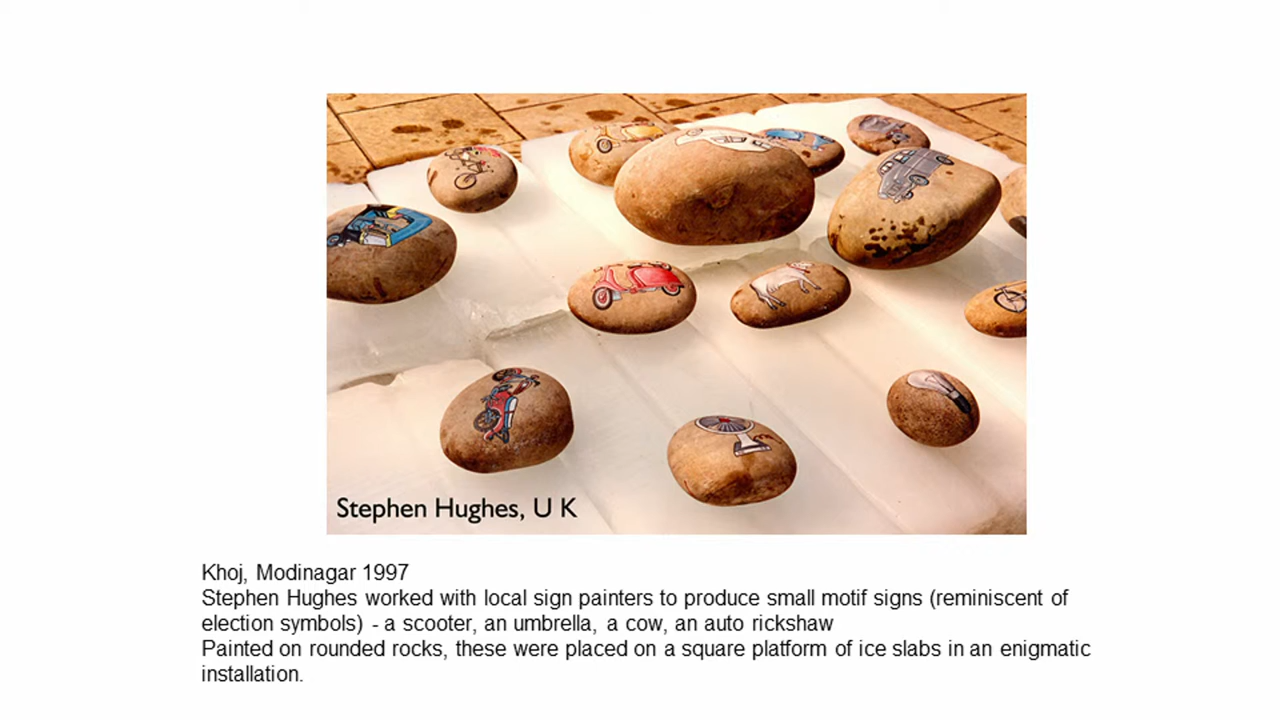 Stephen Hughes, U K
Khoj, Modinagar 1997
Stephen Hughes worked with local sign painters to produce small motif signs (reminiscent of
election symbols) - a scooter, an umbrella, a cow, an auto rickshaw
Painted on rounded rocks, these were placed on a square platform of ice slabs in an enigmatic
installation.